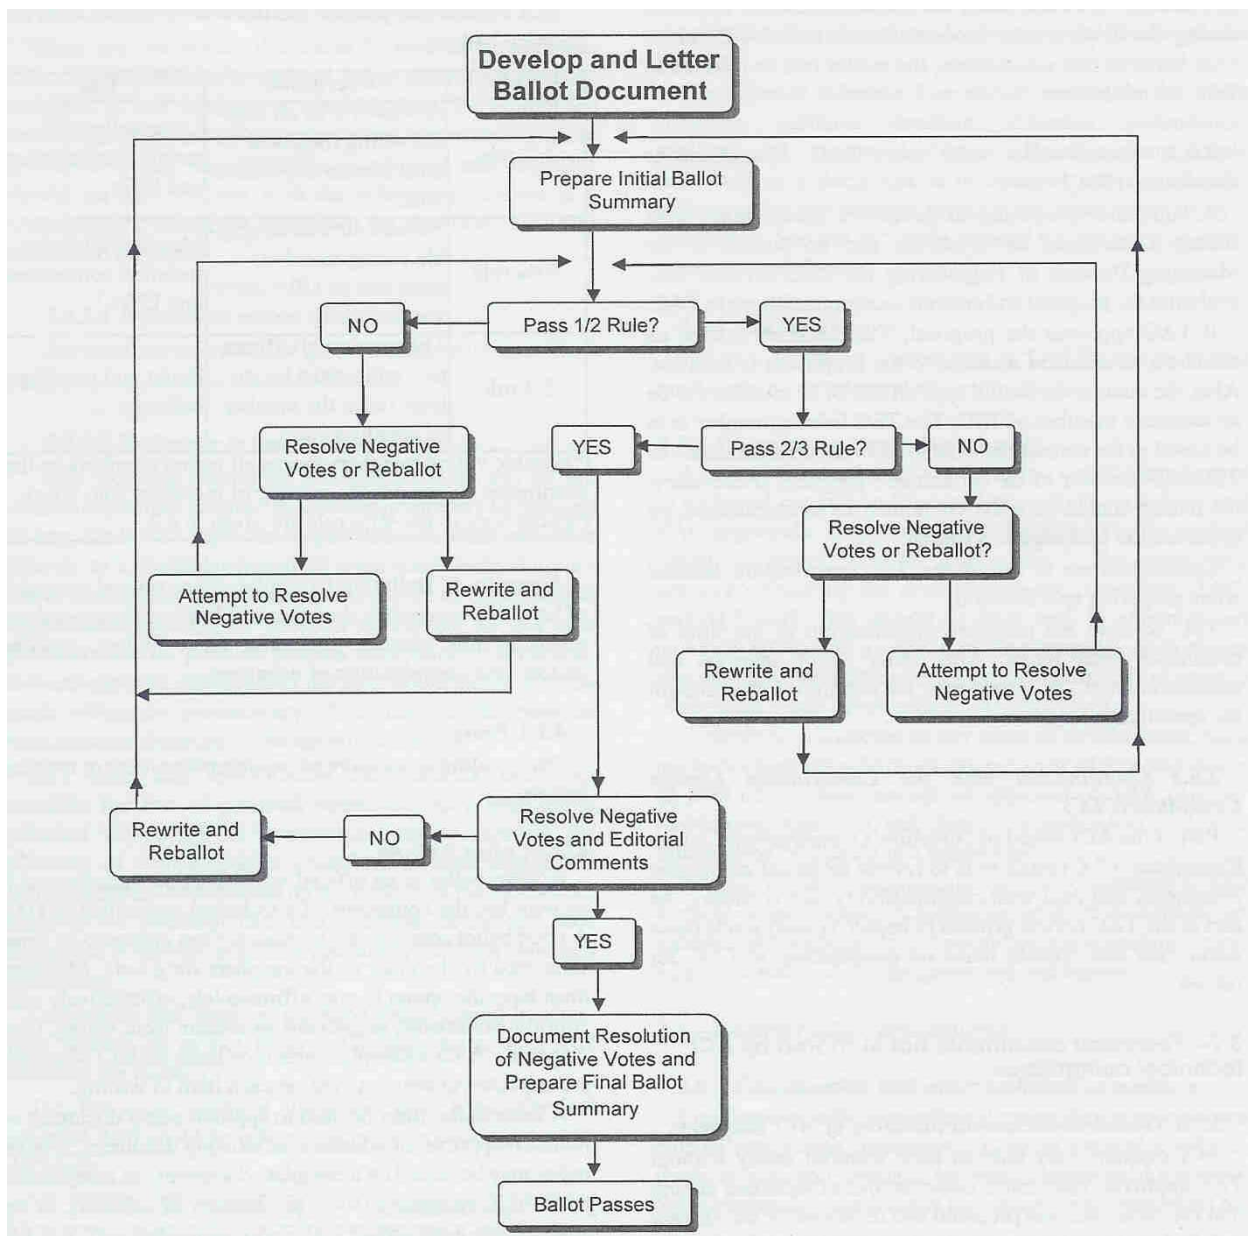 Develop and Letter
Ballot Document
Prepare Initial Ballot
Summary
NO
Pass 1/2 Rule?
YES
Resolve Negative
Votes or Reballot
YES
Pass 2/3 Rule?
NO
Resolve Negative
Votes or Reballot?
Attempt to Resolve
Negative Votes
Rewrite and
Reballot
Rewrite and
Reballot
Attempt to Resolve
Negative Votes
Rewrite and
Reballot
NO
Resolve Negative
Votes and Editorial
Comments
YES
Document Resolution
of Negative Votes and
Prepare Final Ballot
Summary
Ballot Passes